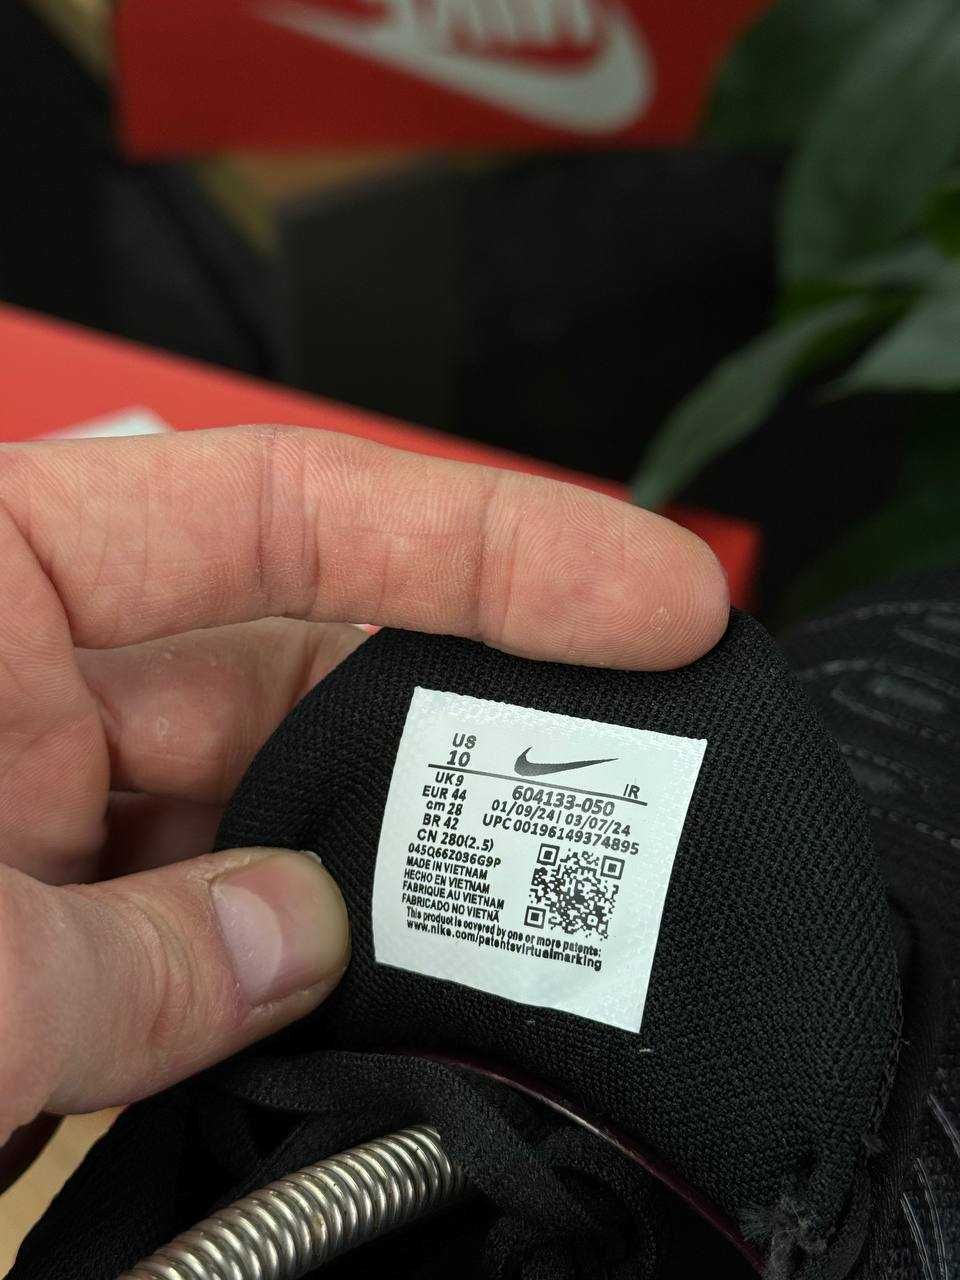 US
10
UK 9
EUR 44
cm 28
BR 42
CN 280(2.5)
045Q66Z036G9P
MADE IN VIETNAM
HECHO EN VIETNAM
FABRIQUE AU VIETNAM
FABRICADO NO VIETNÃ
IR
604133-050
01/09/24| 03/07/24
UPC 00196149374895
This product is covered by one or more patents:
www.nike.com/patentsvirtualmarking